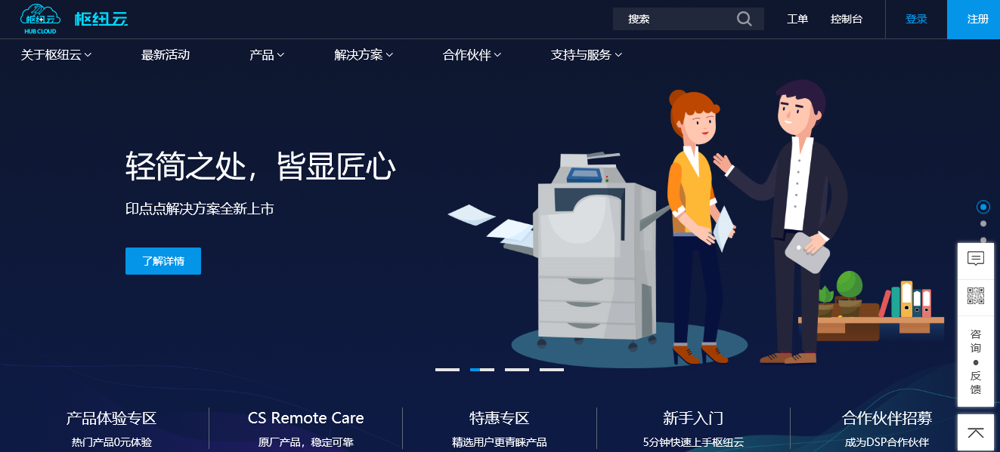 枢纽云
HUB CLOUD
枢纽云
搜索
工单
控制台
登录
注册
关于枢纽云
最新活动
产品
解决方案
合作伙伴
支持与服务
轻简之处，皆显匠心
印点点解决方案全新上市
了解详情
咨询●反馈
产品体验专区
热门产品0元体验
CS Remote Care
原厂产品，稳定可靠
特惠专区
精选用户更青睐产品
新手入门
5分钟快速上手枢纽云
合作伙伴招募
成为DSP合作伙伴